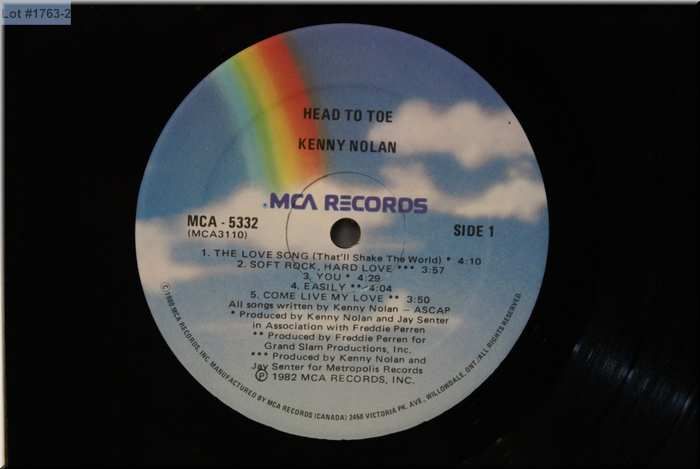 Lot #1763-2
HEAD TO TOE
KENNY NOLAN
MCA RECORDS
MCA - 5332
(MCA3110)
SIDE 1
1. THE LOVE SONG (That'll Shake The World) * 4:10
2. SOFT ROCK, HARD LOVE *** 3:57
3. YOU * 4:29
4. EASILY ** 4:04
5. COME LIVE MY LOVE ** 3:50
All songs written by Kenny Nolan — ASCAP
* Produced by Kenny Nolan and Jay Senter
in Association with Freddie Perren
** Produced by Freddie Perren for
Grand Slam Productions, Inc.
*** Produced by Kenny Nolan and
Jay Senter for Metropolis Records
℗ 1982 MCA RECORDS, INC.
MCA RECORDS, INC. MANUFACTURED BY MCA RECORDS (CANADA) 2450 VICTORIA PK. AVE. WILLOWDALE, ONT./ALL RIGHTS RESERVED.